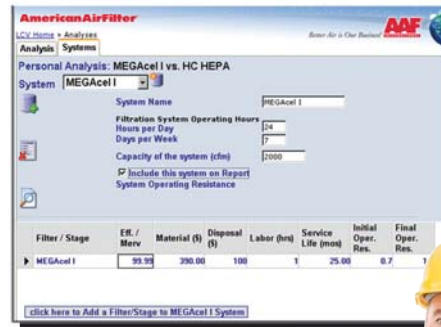 AmericanAirFilter
LCV Home > Analyses
Better Air is Our Business
AAF
Analysis Systems
Personal Analysis: MEGAcel I vs. HC HEPA
System MEGAcel I
System Name MEGAcel I
Filtration System Operating Hours
Hours per Day 24
Days per Week 7
Capacity of the system (cfm) 2000
Include this system on Report
System Operating Resistance
Filter / Stage Eff. / Merv Material ($) Disposal ($) Labor (hrs) Service Life (mos) Initial Oper. Res. Final Oper. Res.
MEGAcel I 99.99 390.00 100 1 25.00 0.7 1
click here to Add a Filter/Stage to MEGAcel I System